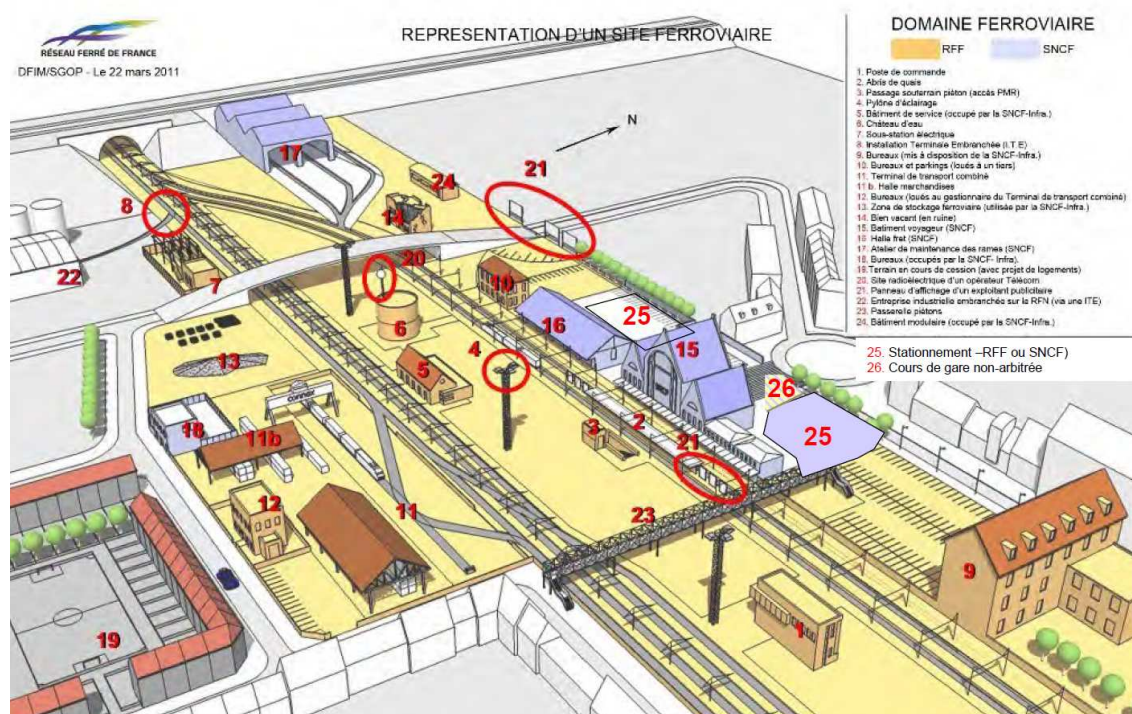 RÉSEAU FERRÉ DE FRANCE
DFIM/SGOP - Le 22 mars 2011
REPRESENTATION D'UN SITE FERROVIAIRE
DOMAINE FERROVIAIRE
RFF
SNCF
1. Poste de commande
2. Abris de quais
3. Passage souterrain piéton (accès PMR)
4. Pylône d'éclairage
5. Bâtiment de service (occupé par la SNCF-Infra.)
6. Château d'eau
7. Sous-station électrique
8. Installation Terminale Embranchée (I.T.E)
9. Bureaux (mis à disposition de la SNCF-Infra.)
10. Bureaux et parkings (loués à un tiers)
11. Terminal de transport combiné
11 b. Halle marchandises
12. Bureaux (loués au gestionnaire du Terminal de transport combiné)
13. Zone de stockage ferroviaire (utilisée par la SNCF-Infra.)
14. Bien vacant (en ruine)
15. Batiment voyageur (SNCF)
16 Halle fret (SNCF)
17. Atelier de maintenance des rames (SNCF)
18. Bureaux (occupés par la SNCF- Infra).
19. Terrain en cours de cession (avec projet de logements)
20. Site radioélectrique d'un opérateur Télécom
21. Panneau d'affichage d'un exploitant publicitaire
22. Entreprise industrielle embranchée sur le RFN (via une ITE)
23. Passerelle piétons
24. Bâtiment modulaire (occupé par la SNCF-Infra.)
25. Stationnement –RFF ou SNCF)
26. Cours de gare non-arbitrée
N
17
24
21
14
8
20
22
7
10
6
16
25
15
4
5
13
26
2
25
3
18
11b
connex
21
12
11
23
9
1
19